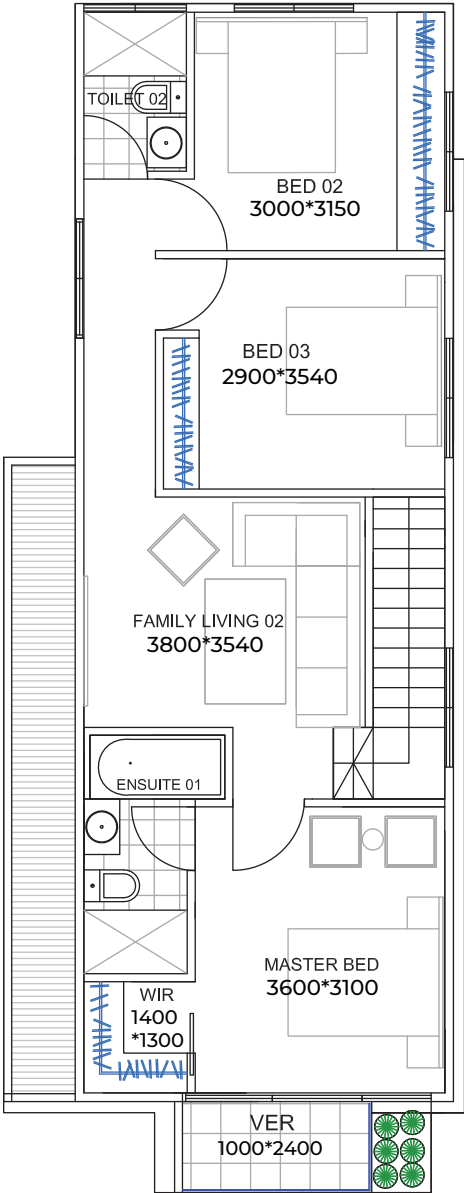 TOILET 02
BED 02
3000*3150
BED 03
2900*3540
FAMILY LIVING 02
3800*3540
ENSUITE 01
MASTER BED
3600*3100
WIR
1400
*1300
VER
1000*2400